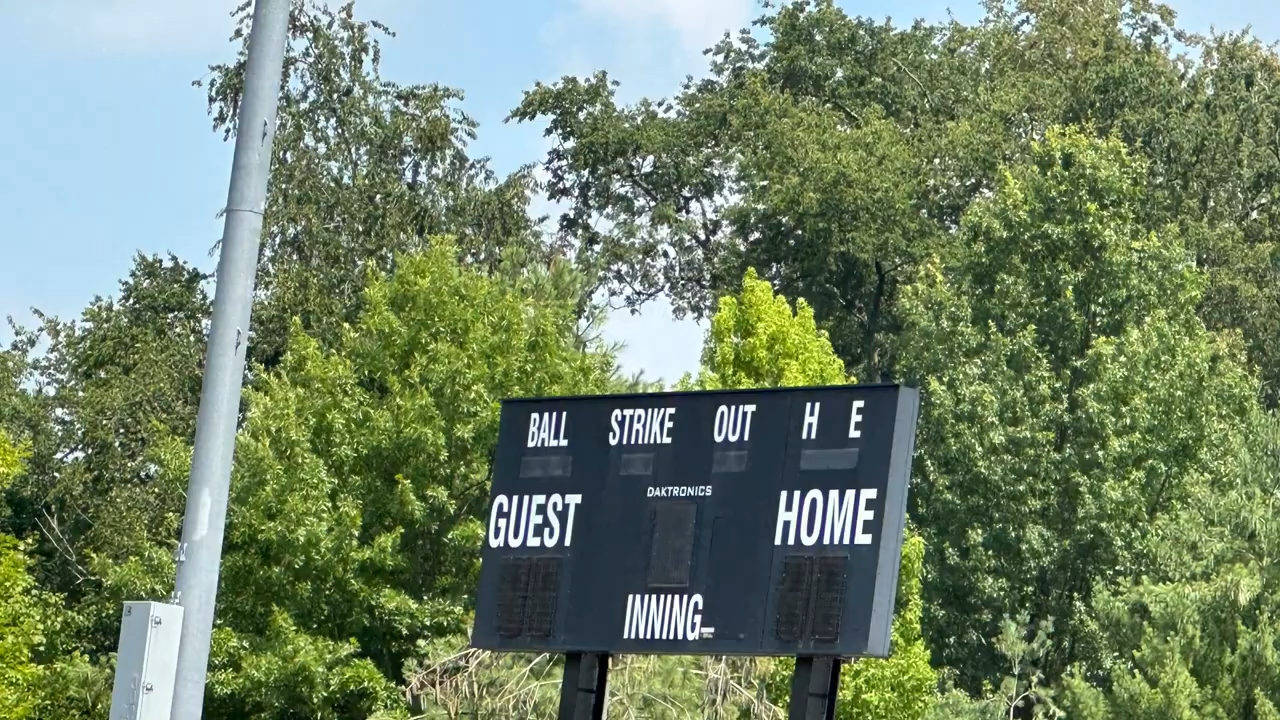 BALL STRIKE OUT H E
DAKTRONICS
GUEST HOME
INNING